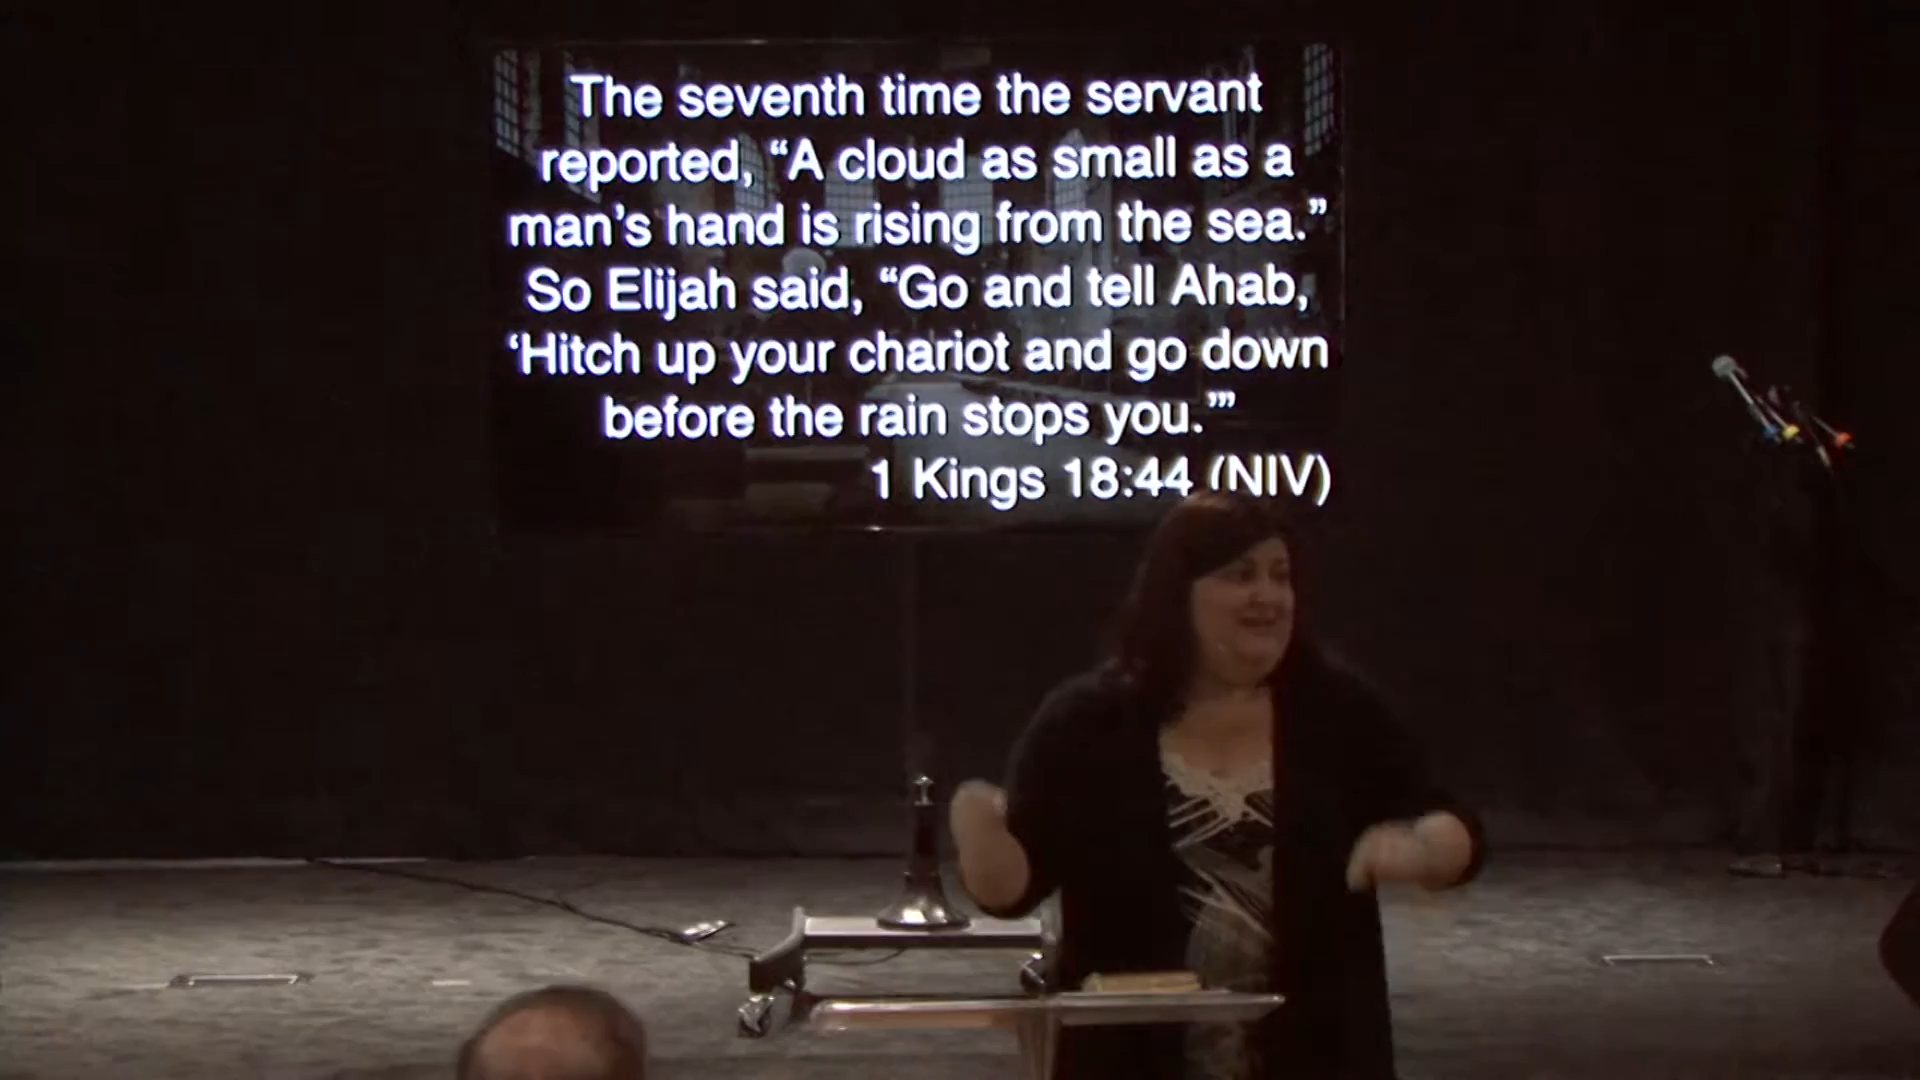 The seventh time the servant
reported, “A cloud as small as a
man’s hand is rising from the sea.”
So Elijah said, “Go and tell Ahab,
‘Hitch up your chariot and go down
before the rain stops you.’”
1 Kings 18:44 (NIV)